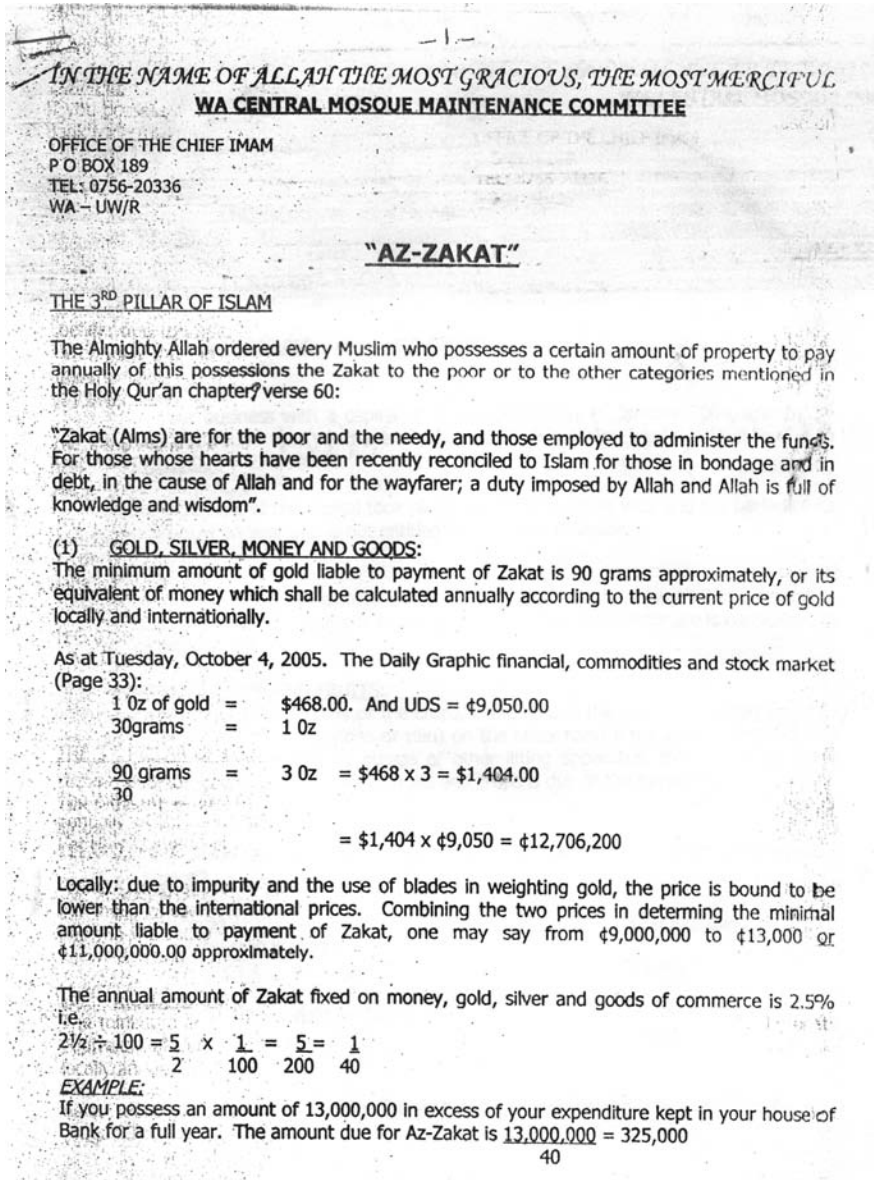 — 1 —
IN THE NAME OF ALLAH THE MOST GRACIOUS, THE MOST MERCIFUL
WA CENTRAL MOSQUE MAINTENANCE COMMITTEE
OFFICE OF THE CHIEF IMAM
P O BOX 189
TEL: 0756-20336
WA – UW/R
"AZ-ZAKAT"
THE 3RD PILLAR OF ISLAM
The Almighty Allah ordered every Muslim who possesses a certain amount of property to pay
annually of this possessions the Zakat to the poor or to the other categories mentioned in
the Holy Qur'an chapter 9 verse 60:
"Zakat (Alms) are for the poor and the needy, and those employed to administer the funds.
For those whose hearts have been recently reconciled to Islam for those in bondage and in
debt, in the cause of Allah and for the wayfarer; a duty imposed by Allah and Allah is full of
knowledge and wisdom".
(1) GOLD, SILVER, MONEY AND GOODS:
The minimum amount of gold liable to payment of Zakat is 90 grams approximately, or its
equivalent of money which shall be calculated annually according to the current price of gold
locally and internationally.
As at Tuesday, October 4, 2005. The Daily Graphic financial, commodities and stock market
(Page 33):
1 0z of gold = $468.00. And UDS = ¢9,050.00
30grams = 1 0z
90 grams = 3 0z = $468 x 3 = $1,404.00
30
= $1,404 x ¢9,050 = ¢12,706,200
Locally: due to impurity and the use of blades in weighting gold, the price is bound to be
lower than the international prices. Combining the two prices in determing the minimal
amount liable to payment of Zakat, one may say from ¢9,000,000 to ¢13,000 or
¢11,000,000.00 approximately.
The annual amount of Zakat fixed on money, gold, silver and goods of commerce is 2.5%
i.e.
2½ ÷ 100 = 5 x 1 = 5 = 1
2 100 200 40
EXAMPLE:
If you possess an amount of 13,000,000 in excess of your expenditure kept in your house of
Bank for a full year. The amount due for Az-Zakat is 13,000,000 = 325,000
40